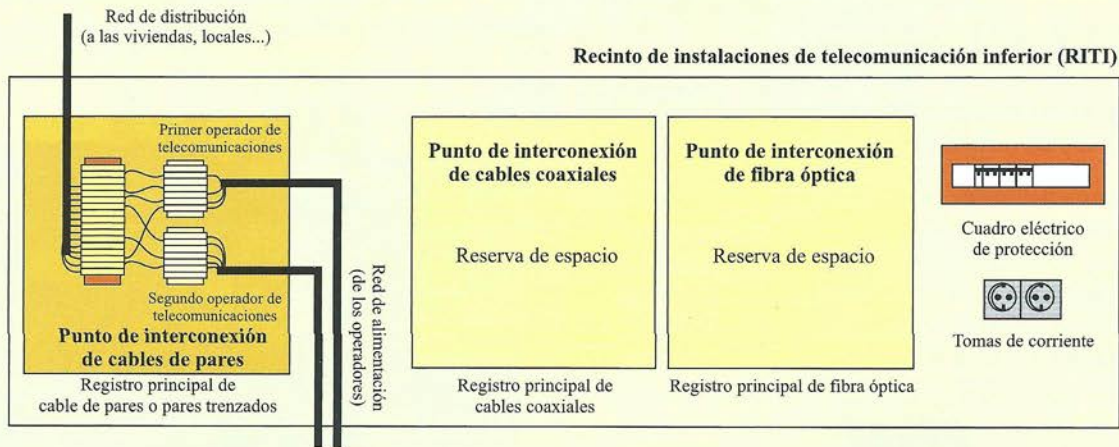 Red de distribución
(a las viviendas, locales...)
Recinto de instalaciones de telecomunicación inferior (RITI)
Primer operador de
telecomunicaciones
Segundo operador de
telecomunicaciones
Punto de interconexión
de cables de pares
Registro principal de
cable de pares o pares trenzados
Red de alimentación
(de los operadores)
Punto de interconexión
de cables coaxiales
Reserva de espacio
Registro principal de
cables coaxiales
Punto de interconexión
de fibra óptica
Reserva de espacio
Registro principal de fibra óptica
Cuadro eléctrico
de protección
Tomas de corriente